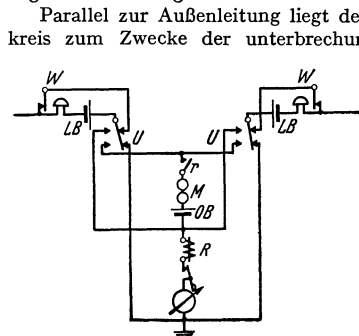 Parallel zur Außenleitung liegt de
kreis zum Zwecke der unterbrechun
W W
LB LB
U U
r
M
OB
R